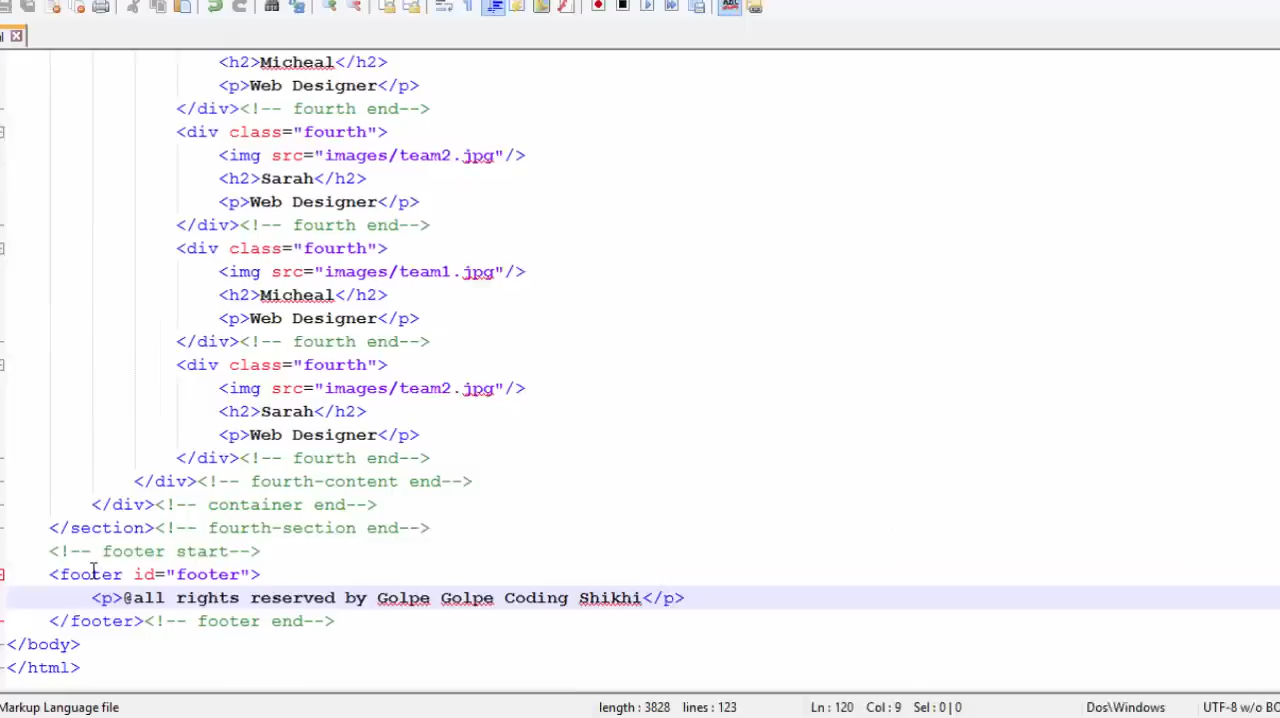 <h2>Micheal</h2>
<p>Web Designer</p>
</div><!-- fourth end-->
<div class="fourth">
<img src="images/team2.jpg"/>
<h2>Sarah</h2>
<p>Web Designer</p>
</div><!-- fourth end-->
<div class="fourth">
<img src="images/team1.jpg"/>
<h2>Micheal</h2>
<p>Web Designer</p>
</div><!-- fourth end-->
<div class="fourth">
<img src="images/team2.jpg"/>
<h2>Sarah</h2>
<p>Web Designer</p>
</div><!-- fourth end-->
</div><!-- fourth-content end-->
</div><!-- container end-->
</section><!-- fourth-section end-->
<!-- footer start-->
<footer id="footer">
<p>@all rights reserved by Golpe Golpe Coding Shikhi</p>
</footer><!-- footer end-->
</body>
</html>
Markup Language file length : 3828 lines : 123 Ln : 120 Col : 9 Sel : 0 | 0 Dos\Windows UTF-8 w/o BO